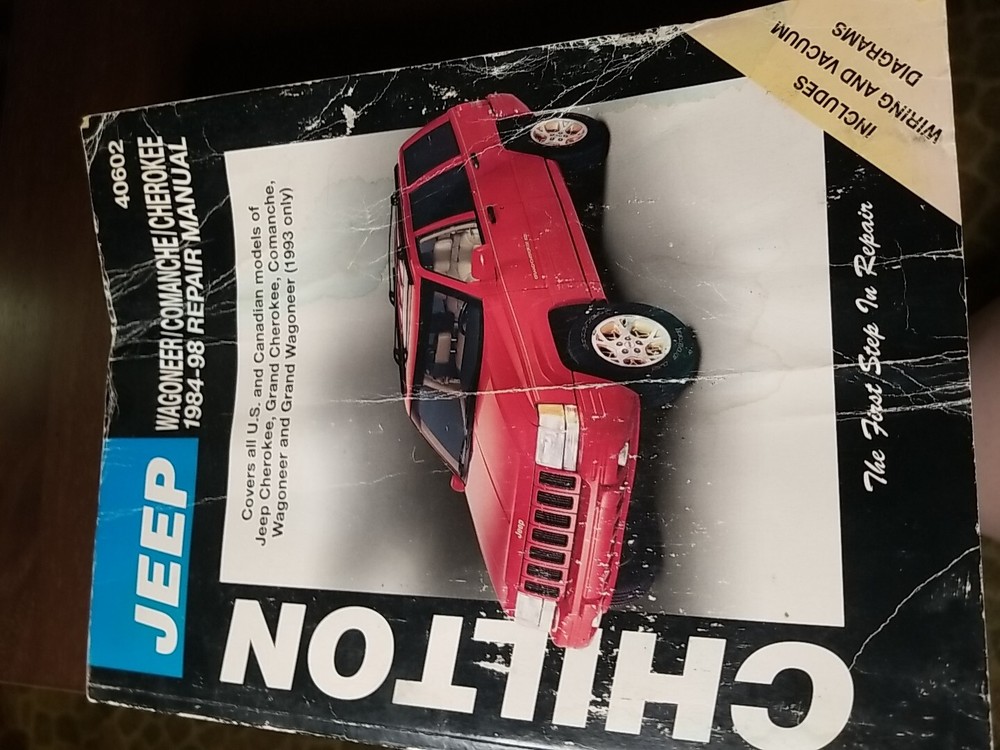 JEEP
WAGONEER/COMANCHE/CHEROKEE
1984-98 REPAIR MANUAL
40602
Covers all U.S. and Canadian models of
Jeep Cherokee, Grand Cherokee, Comanche,
Wagoneer and Grand Wagoneer (1993 only)
Jeep
CHILTON
The First Step In Repair
INCLUDES
WIRING AND VACUUM
DIAGRAMS